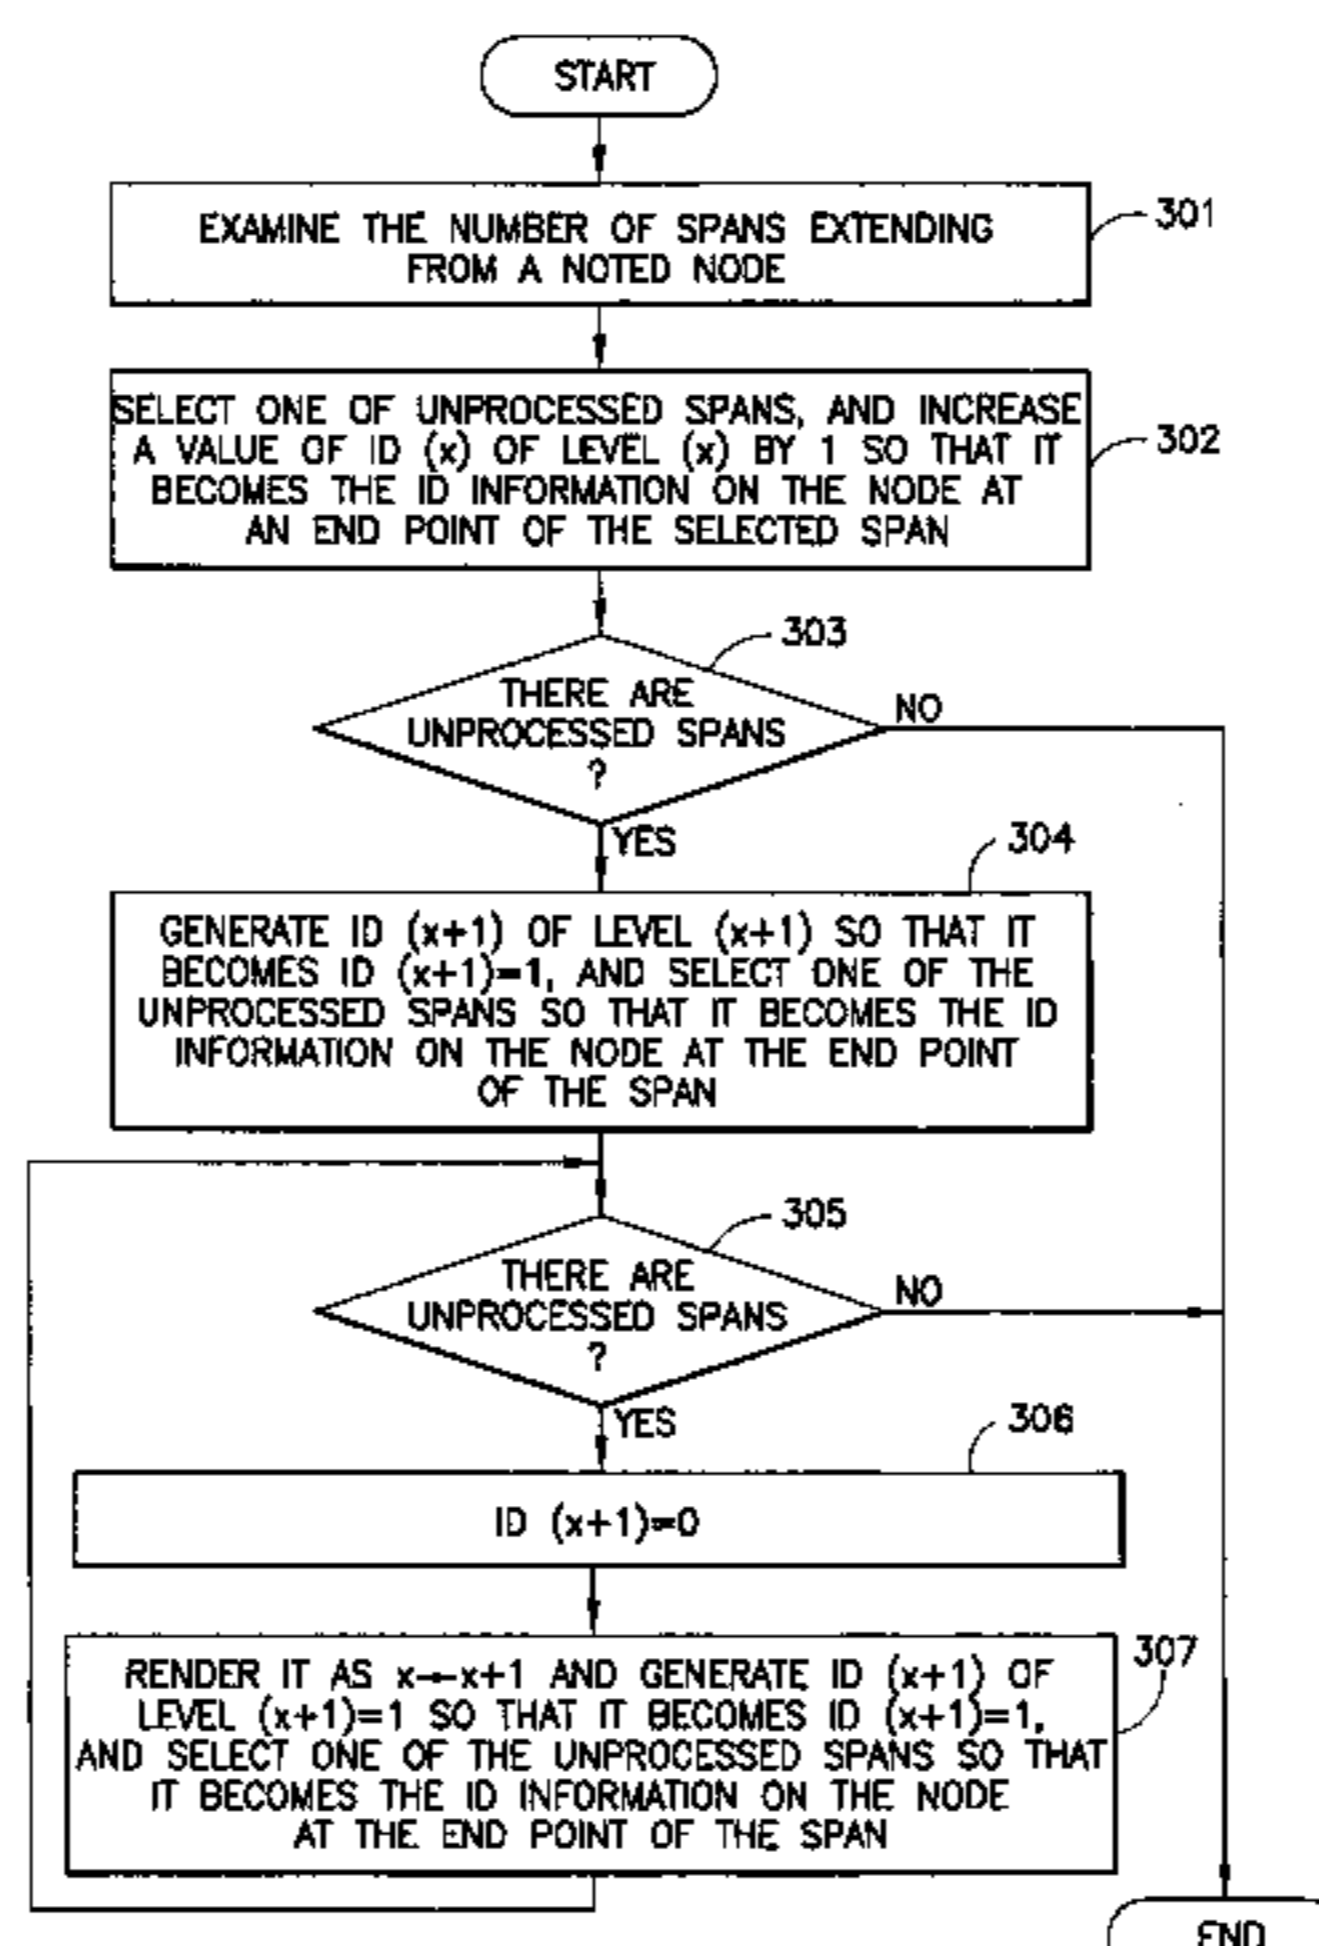 START
EXAMINE THE NUMBER OF SPANS EXTENDING
FROM A NOTED NODE
301
SELECT ONE OF UNPROCESSED SPANS, AND INCREASE
A VALUE OF ID (x) OF LEVEL (x) BY 1 SO THAT IT
BECOMES THE ID INFORMATION ON THE NODE AT
AN END POINT OF THE SELECTED SPAN
302
303
THERE ARE
UNPROCESSED SPANS
?
NO
YES
304
GENERATE ID (x+1) OF LEVEL (x+1) SO THAT IT
BECOMES ID (x+1)=1, AND SELECT ONE OF THE
UNPROCESSED SPANS SO THAT IT BECOMES THE ID
INFORMATION ON THE NODE AT THE END POINT
OF THE SPAN
305
THERE ARE
UNPROCESSED SPANS
?
NO
YES
306
ID (x+1)=0
307
RENDER IT AS x←x+1 AND GENERATE ID (x+1) OF
LEVEL (x+1)=1 SO THAT IT BECOMES ID (x+1)=1,
AND SELECT ONE OF THE UNPROCESSED SPANS SO THAT
IT BECOMES THE ID INFORMATION ON THE NODE
AT THE END POINT OF THE SPAN
END